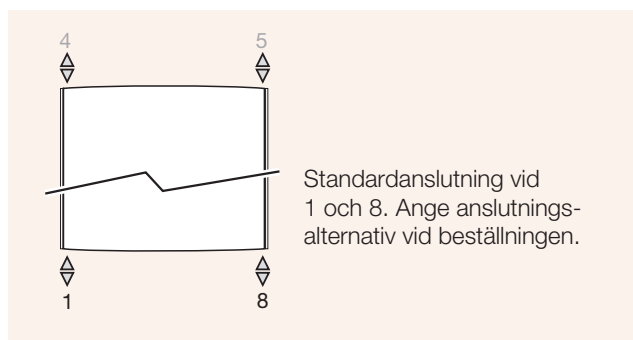 4 5
Standardanslutning vid
1 och 8. Ange anslutnings-
alternativ vid beställningen.
1 8